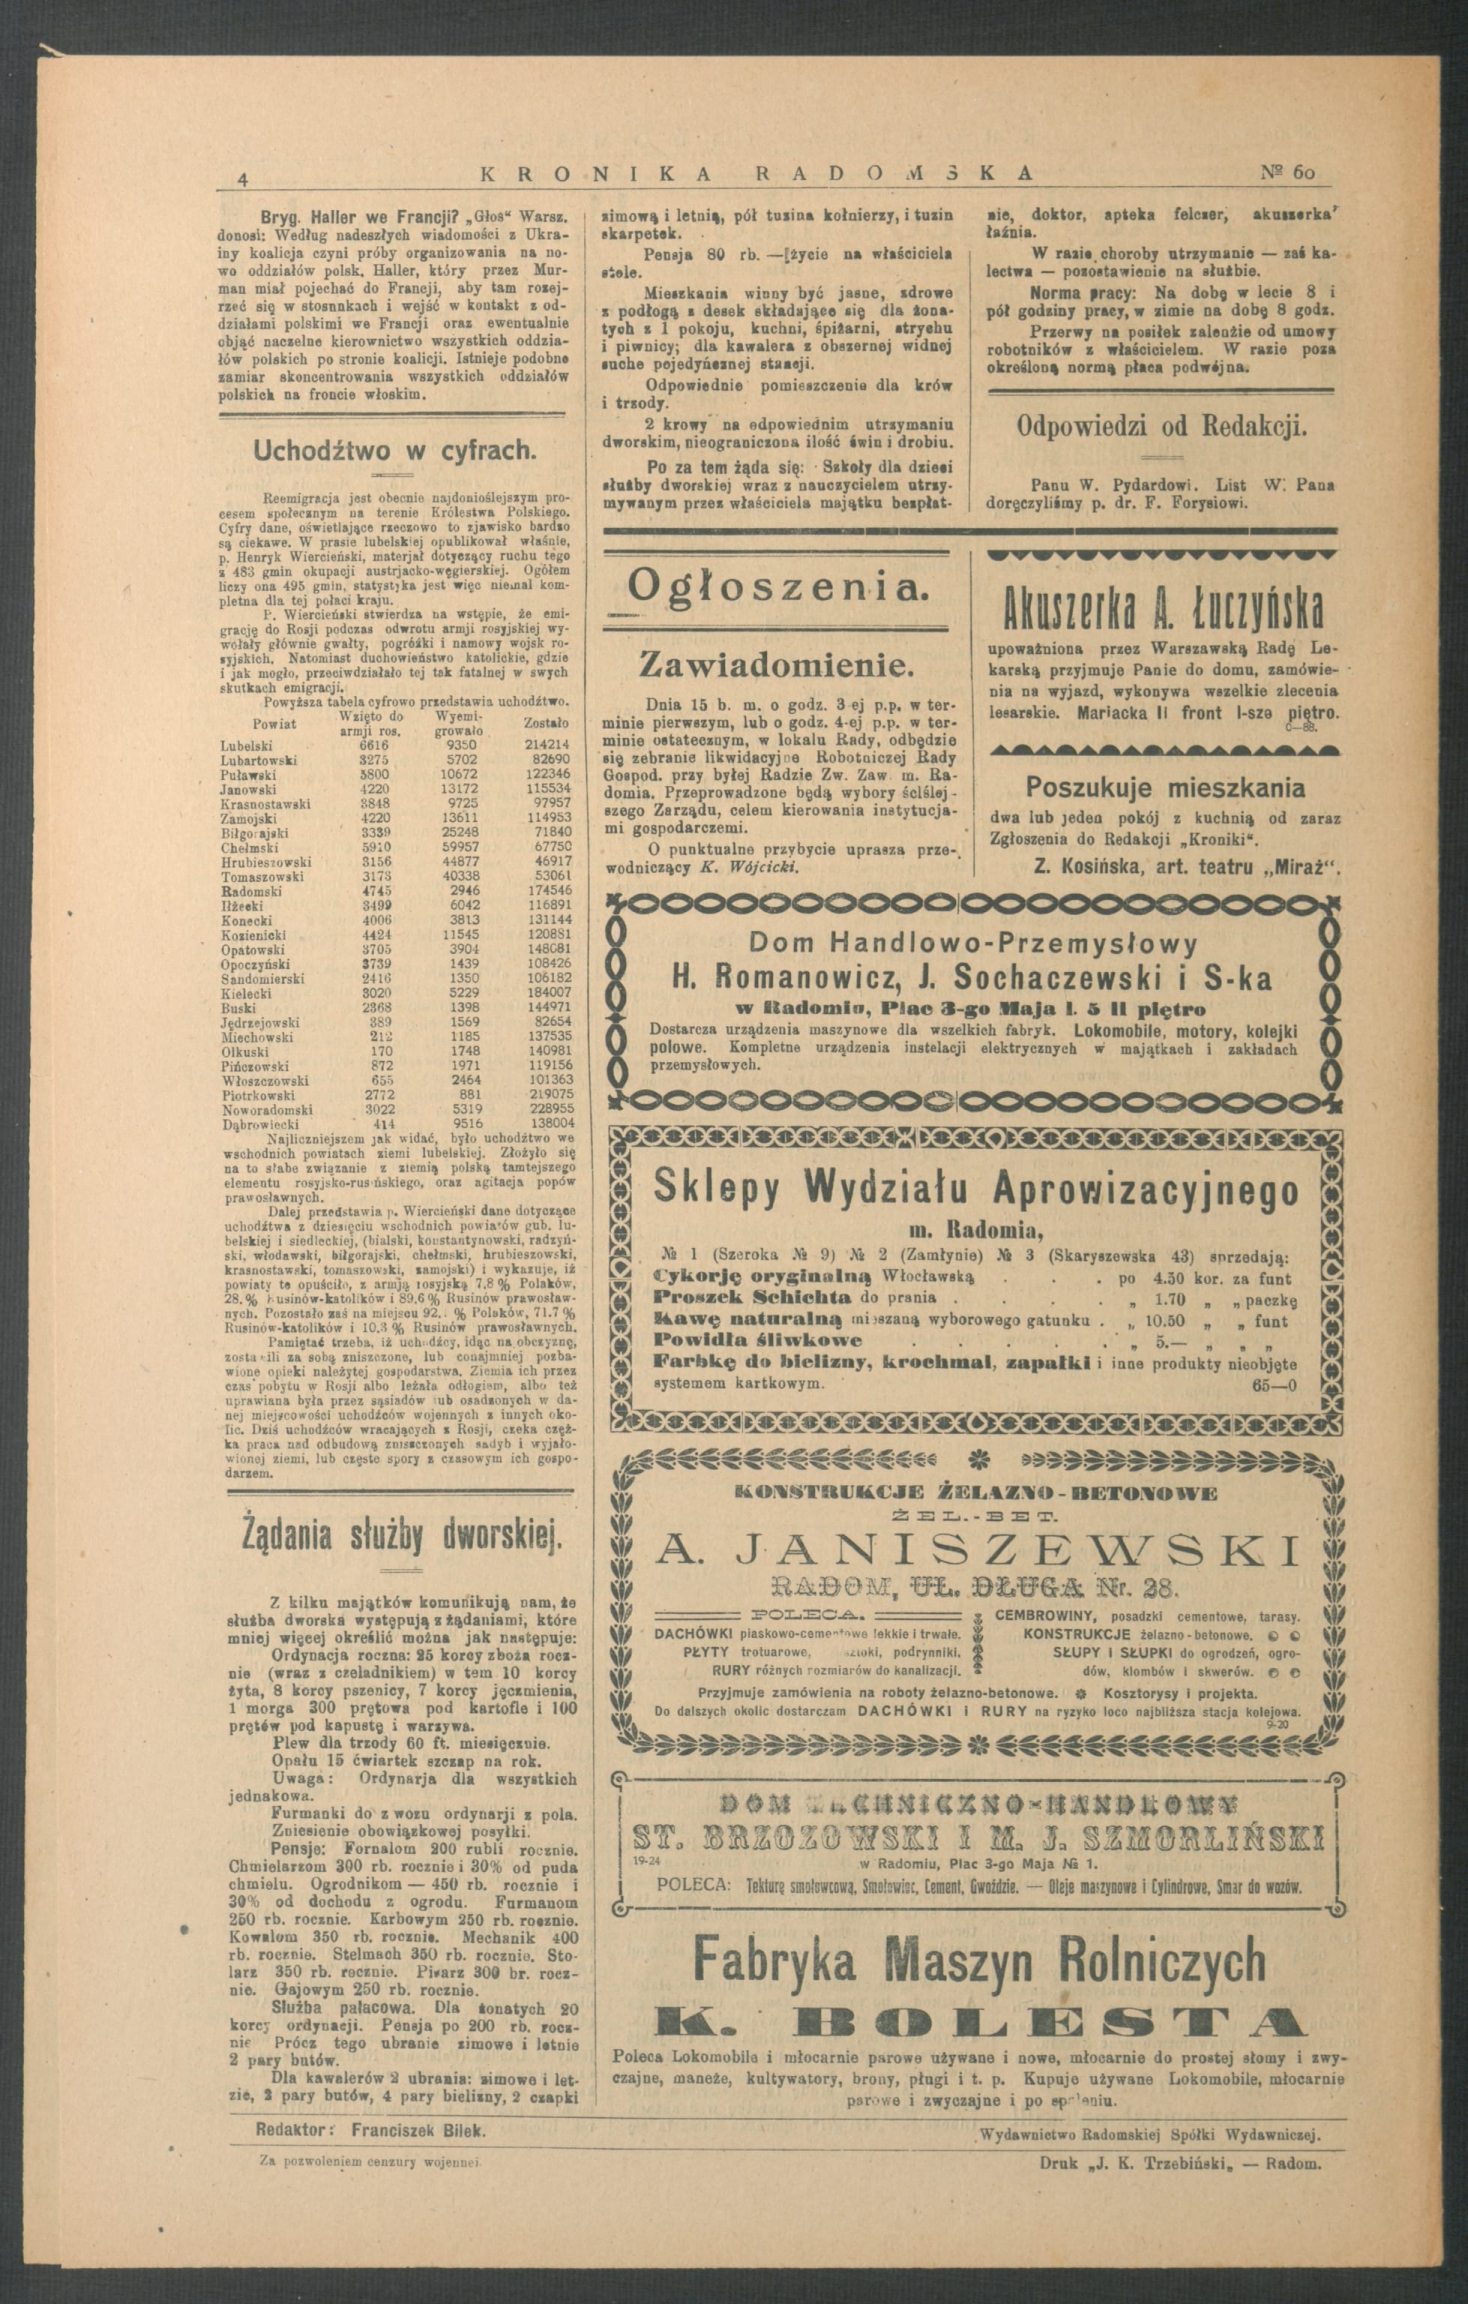 4
KRONIKA RADOMSKA
№ 60
Bryg. Haller we Francji? „Głos“ Warsz.
donosi: Według nadeszłych wiadomości z Ukra-
iny koalicja czyni próby organizowania na no-
wo oddziałów polsk. Haller, który przez Mur-
man miał pojechać do Francji, aby tam rozej-
rzeć się w stosnnkach i wejść w kontakt z od-
działami polskimi we Francji oraz ewentualnie
objąć naczelne kierownictwo wszystkich oddzia-
łów polskich po stronie koalicji. Istnieje podobno
zamiar skoncentrowania wszystkich oddziałów
polskich na froncie włoskim.
Uchodźtwo w cyfrach.
Reemigracja jest obecnie najdonioślejszym pro-
cesem społecznym na terenie Królestwa Polskiego.
Cyfry dane, oświetlające rzeczowo to zjawisko bardzo
są ciekawe. W prasie lubelskiej opublikował właśnie,
p. Henryk Wiercieński, materjał dotyczący ruchu tego
z 483 gmin okupacji austrjacko-węgierskiej. Ogółem
liczy ona 495 gmin, statystyka jest więc niemal kom-
pletna dla tej połaci kraju.
P. Wiercieński stwierdza na wstępie, że emi-
grację do Rosji podczas odwrotu armji rosyjskiej wy-
wołały głównie gwałty, pogróżki i namowy wojsk ro-
syjskich. Natomiast duchowieństwo katolickie, gdzie
i jak mogło, przeciwdziałało tej tak fatalnej w swych
skutkach emigracji.
Powyższa tabela cyfrowo przedstawia uchodźtwo.
Powiat Wzięto do armji ros. Wyemi-growało Zostało
Lubelski 6616 9350 214214
Lubartowski 3275 5702 82690
Puławski 5800 10672 122346
Janowski 4220 13172 115534
Krasnostawski 3848 9725 97957
Zamojski 4220 13611 114953
Biłgorajski 3339 25248 71840
Chełmski 5910 59957 67750
Hrubieszowski 3156 44877 46917
Tomaszowski 3173 40338 53061
Radomski 4745 2946 174546
Iłżecki 3499 6042 116891
Konecki 4006 3813 131144
Kozienicki 4424 11545 120881
Opatowski 3705 3904 148081
Opoczyński 3739 1439 108426
Sandomierski 2416 1350 106182
Kielecki 3020 5229 184007
Buski 2368 1398 144971
Jędrzejowski 389 1569 82654
Miechowski 212 1185 137535
Olkuski 170 1748 140981
Pińczowski 872 1971 119156
Włoszczowski 655 2464 101363
Piotrkowski 2772 881 219075
Noworadomski 3022 5319 228955
Dąbrowiecki 414 9516 138004
Najliczniejszem jak widać, było uchodźtwo we
wschodnich powiatach ziemi lubelskiej. Złożyło się
na to słabe związanie z ziemią polską tamtejszego
elementu rosyjsko-rusińskiego, oraz agitacja popów
prawosławnych.
Dalej przedstawia p. Wiercieński dane dotyczące
uchodźtwa z dziesięciu wschodnich powiatów gub. lu-
belskiej i siedleckiej, (bialski, konstantynowski, radzyń-
ski, włodawski, biłgorajski, chełmski, hrubieszowski,
krasnostawski, tomaszowski, zamojski) i wykazuje, iż
powiaty te opuściło, z armją rosyjską 7,8 % Polaków,
28.% Rusinów-katolików i 89,6 % Rusinów prawosław-
nych. Pozostało zaś na miejscu 92., % Polaków, 71.7 %
Rusinów-katolików i 10.3 % Rusinów prawosławnych.
Pamiętać trzeba, iż uchodźcy, idąc na obczyznę,
zostawili za sobą zniszczone, lub conajmniej pozba-
wione opieki należytej gospodarstwa. Ziemia ich przez
czas pobytu w Rosji albo leżała odłogiem, albo też
uprawiana była przez sąsiadów lub osadzonych w da-
nej miejscowości uchodźców wojennych z innych oko-
lic. Dziś uchodźców wracających z Rosji, czeka cięż-
ka praca nad odbudową zniszczonych sadyb i wyjało-
wionej ziemi, lub częste spory z czasowym ich gospo-
darzem.
Żądania służby dworskiej.
Z kilku majątków komunikują nam, że
służba dworska występują z żądaniami, które
mniej więcej określić można jak następuje:
Ordynacja roczna: 25 korcy zboża rocz-
nie (wraz z czeladnikiem) w tem 10 korcy
żyta, 8 korcy pszenicy, 7 korcy jęczmienia,
1 morga 300 prętowa pod kartofle i 100
prętów pod kapustę i warzywa.
Plew dla trzody 60 ft. miesięcznie.
Opału 15 ćwiartek szczap na rok.
Uwaga: Ordynarja dla wszystkich
jednakowa.
Furmanki do zwozu ordynarji z pola.
Zniesienie obowiązkowej posyłki.
Pensje: Fornalom 200 rubli rocznie.
Chmielarzom 300 rb. rocznie i 30% od puda
chmielu. Ogrodnikom — 450 rb. rocznie i
30% od dochodu z ogrodu. Furmanom
250 rb. rocznie. Karbowym 250 rb. rocznie.
Kowalom 350 rb. rocznie. Mechanik 400
rb. rocznie. Stelmach 350 rb. rocznie. Sto-
larz 350 rb. rocznie. Pisarz 300 br. rocz-
nie. Gajowym 250 rb. rocznie.
Służba pałacowa. Dla żonatych 20
korcy ordynacji. Pensja po 200 rb. rocz-
nie Prócz tego ubranie zimowe i letnie
2 pary butów.
Dla kawalerów 2 ubrania: zimowe i let-
zie, 2 pary butów, 4 pary bielizny, 2 czapki
zimową i letnią, pół tuzina kołnierzy, i tuzin
skarpetek.
Pensja 80 rb. —[życie na właściciela
stole.
Mieszkania winny być jasne, zdrowe
z podłogą z desek składające się dla żona-
tych z 1 pokoju, kuchni, śpiżarni, strychu
i piwnicy; dla kawalera z obszernej widnej
suche pojedyńcznej stancji.
Odpowiednie pomieszczenie dla krów
i trzody.
2 krowy na odpowiednim utrzymaniu
dworskim, nieograniczona ilość świn i drobiu.
Po za tem żąda się: Szkoły dla dzieci
służby dworskiej wraz z nauczycielem utrzy-
mywanym przez właściciela majątku bezpłat-
nie, doktor, apteka felczer, akuszerka
łaźnia.
W razie choroby utrzymanie — zaś ka-
lectwa — pozostawienie na służbie.
Norma pracy: Na dobę w lecie 8 i
pół godziny pracy, w zimie na dobę 8 godz.
Przerwy na posiłek zależnie od umowy
robotników z właścicielem. W razie poza
określoną normą płaca podwójna.
Odpowiedzi od Redakcji.
Panu W. Pydardowi. List W. Pana
doręczyliśmy p. dr. F. Forysiowi.
Ogłoszenia.
Zawiadomienie.
Dnia 15 b. m. o godz. 3-ej p.p. w ter-
minie pierwszym, lub o godz. 4-ej p.p. w ter-
minie ostatecznym, w lokalu Rady, odbędzie
się zebranie likwidacyjne Robotniczej Rady
Gospod. przy byłej Radzie Zw. Zaw. m. Ra-
domia. Przeprowadzone będą wybory ściślej-
szego Zarządu, celem kierowania instytucja-
mi gospodarczemi.
O punktualne przybycie uprasza prze-
wodniczący K. Wójcicki.
Akuszerka A. Łuczyńska
upoważniona przez Warszawską Radę Le-
karską przyjmuje Panie do domu, zamówie-
nia na wyjazd, wykonywa wszelkie zlecenia
lesarskie. Mariacka II front I-sze piętro.
0—88.
Poszukuje mieszkania
dwa lub jeden pokój z kuchnią od zaraz
Zgłoszenia do Redakcji „Kroniki“.
Z. Kosińska, art. teatru „Miraż“.
Dom Handlowo-Przemysłowy
H. Romanowicz, J. Sochaczewski i S-ka
w Radomiu, Plac 3-go Maja l. 5 II piętro
Dostarcza urządzenia maszynowe dla wszelkich fabryk. Lokomobile, motory, kolejki
polowe. Kompletne urządzenia instelacji elektrycznych w majątkach i zakładach
przemysłowych.
Sklepy Wydziału Aprowizacyjnego
m. Radomia,
№ 1 (Szeroka № 9) № 2 (Zamłynie) № 3 (Skaryszewska 43) sprzedają:
Cykorję oryginalną Włocławską . . . po 4.50 kor. za funt
Proszek Schichta do prania . . . . „ 1.70 „ „ paczkę
Kawę naturalną mieszaną wyborowego gatunku . „ 10.50 „ „ funt
Powidła śliwkowe . . . . . „ 5.— „ „ „
Farbkę do bielizny, krochmal, zapałki i inne produkty nieobjęte
systemem kartkowym. 65—0
KONSTRUKCJE ŻELAZNO-BETONOWE
ŻEL.-BET.
A. JANISZEWSKI
RADOM, UL. DŁUGA Nr. 28.
POLECA.
DACHÓWKI piaskowo-cementowe lekkie i trwałe.
PŁYTY trotuarowe, podrynniki.
RURY różnych rozmiarów do kanalizacji.
CEMBROWINY, posadzki cementowe, tarasy.
KONSTRUKCJE żelazno-betonowe.
SŁUPY i SŁUPKI do ogrodzeń, ogro-
dów, klombów i skwerów.
Przyjmuje zamówienia na roboty żelazno-betonowe. Kosztorysy i projekta.
Do dalszych okolic dostarczam DACHÓWKI i RURY na ryzyko loco najbliższa stacja kolejowa.
9-20
DOM TECHNICZNO-HANDLOWY
ST. BRZOZOWSKI I M. J. SZMORLIŃSKI
19-24
w Radomiu, Plac 3-go Maja № 1.
POLECA: Tekturę smołowcową, Smołowiec, Cement, Gwoździe. — Oleje maszynowe i Cylindrowe, Smar do wozów.
Fabryka Maszyn Rolniczych
K. BOLESTA
Poleca Lokomobile i młocarnie parowe używane i nowe, młocarnie do prostej słomy i zwy-
czajne, maneże, kultywatory, brony, pługi i t. p. Kupuje używane Lokomobile, młocarnie
parowe i zwyczajne i po spaleniu.
Redaktor: Franciszek Bilek.
Wydawnictwo Radomskiej Spółki Wydawniczej.
Za pozwoleniem cenzury wojennej
Druk „J. K. Trzebiński„ — Radom.